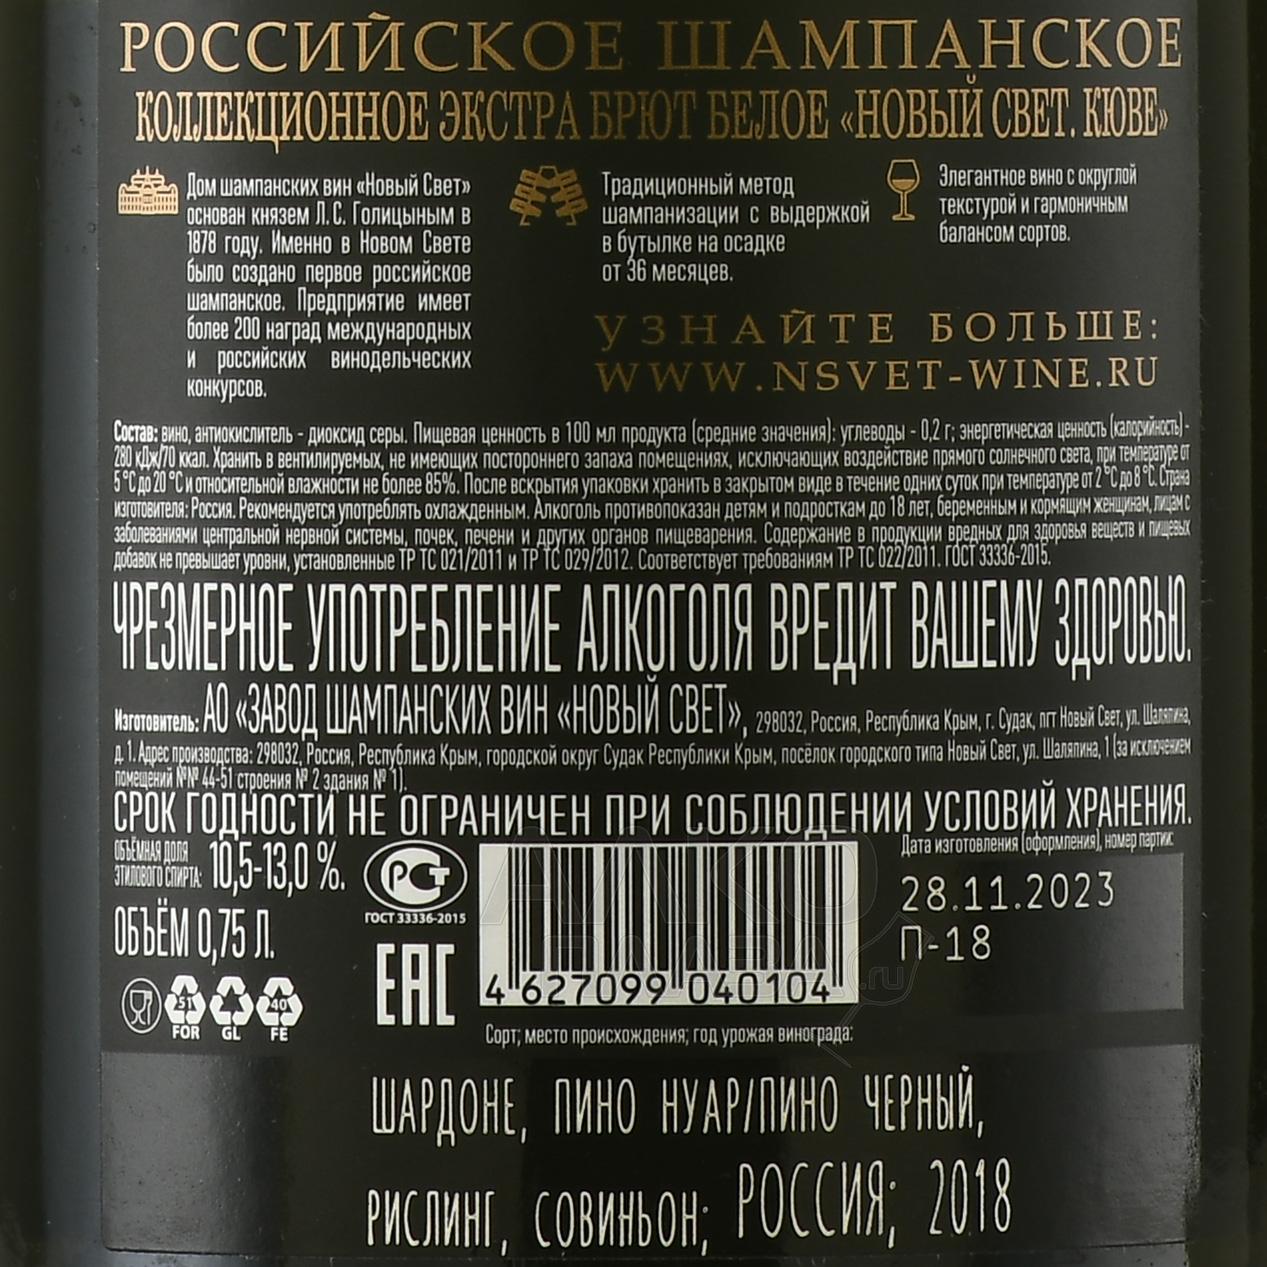 РОССИЙСКОЕ ШАМПАНСКОЕ
КОЛЛЕКЦИОННОЕ ЭКСТРА БРЮТ БЕЛОЕ «НОВЫЙ СВЕТ. КЮВЕ»
Дом шампанских вин «Новый Свет»
основан князем Л.С. Голицыным в
1878 году. Именно в Новом Свете
было создано первое российское
шампанское. Предприятие имеет
более 200 наград международных
и российских винодельческих
конкурсов.
Традиционный метод
шампанизации с выдержкой
в бутылке на осадке
от 36 месяцев.
Элегантное вино с округлой
текстурой и гармоничным
балансом сортов.
УЗНАЙТЕ БОЛЬШЕ:
WWW.NSVET-WINE.RU
Состав: вино, антиокислитель - диоксид серы. Пищевая ценность в 100 мл продукта (средние значения): углеводы - 0,2 г; энергетическая ценность (калорийность) -
280 кДж/70 ккал. Хранить в вентилируемых, не имеющих постороннего запаха помещениях, исключающих воздействие прямого солнечного света, при температуре от
5 °С до 20 °С и относительной влажности не более 85%. После вскрытия упаковки хранить в закрытом виде в течение одних суток при температуре от 2 °С до 8 °С. Страна
изготовителя: Россия. Рекомендуется употреблять охлажденным. Алкоголь противопоказан детям и подросткам до 18 лет, беременным и кормящим женщинам, лицам с
заболеваниями центральной нервной системы, почек, печени и других органов пищеварения. Содержание в продукции вредных для здоровья веществ и пищевых
добавок не превышает уровни, установленные ТР ТС 021/2011 и ТР ТС 029/2012. Соответствует требованиям ТР ТС 022/2011. ГОСТ 33336-2015.
ЧРЕЗМЕРНОЕ УПОТРЕБЛЕНИЕ АЛКОГОЛЯ ВРЕДИТ ВАШЕМУ ЗДОРОВЬЮ.
Изготовитель: АО «ЗАВОД ШАМПАНСКИХ ВИН «НОВЫЙ СВЕТ», 298032, Россия, Республика Крым, г. Судак, пгт Новый Свет, ул. Шаляпина,
д. 1. Адрес производства: 298032, Россия, Республика Крым, городской округ Судак Республики Крым, посёлок городского типа Новый Свет, ул. Шаляпина, 1 (за исключением
помещений №№ 44-51 строения № 2 здания № 1).
СРОК ГОДНОСТИ НЕ ОГРАНИЧЕН ПРИ СОБЛЮДЕНИИ УСЛОВИЙ ХРАНЕНИЯ.
ОБЪЁМНАЯ ДОЛЯ
ЭТИЛОВОГО СПИРТА: 10,5-13,0 %.
ОБЪЁМ 0,75 Л.
51 FOR
GL
40 FE
РСТ
ГОСТ 33336-2015
EAC
4 627099 040104
Дата изготовления (оформления), номер партии:
28.11.2023
П-18
Сорт; место происхождения; год урожая винограда:
ШАРДОНЕ, ПИНО НУАР/ПИНО ЧЕРНЫЙ,
РИСЛИНГ, СОВИНЬОН; РОССИЯ; 2018